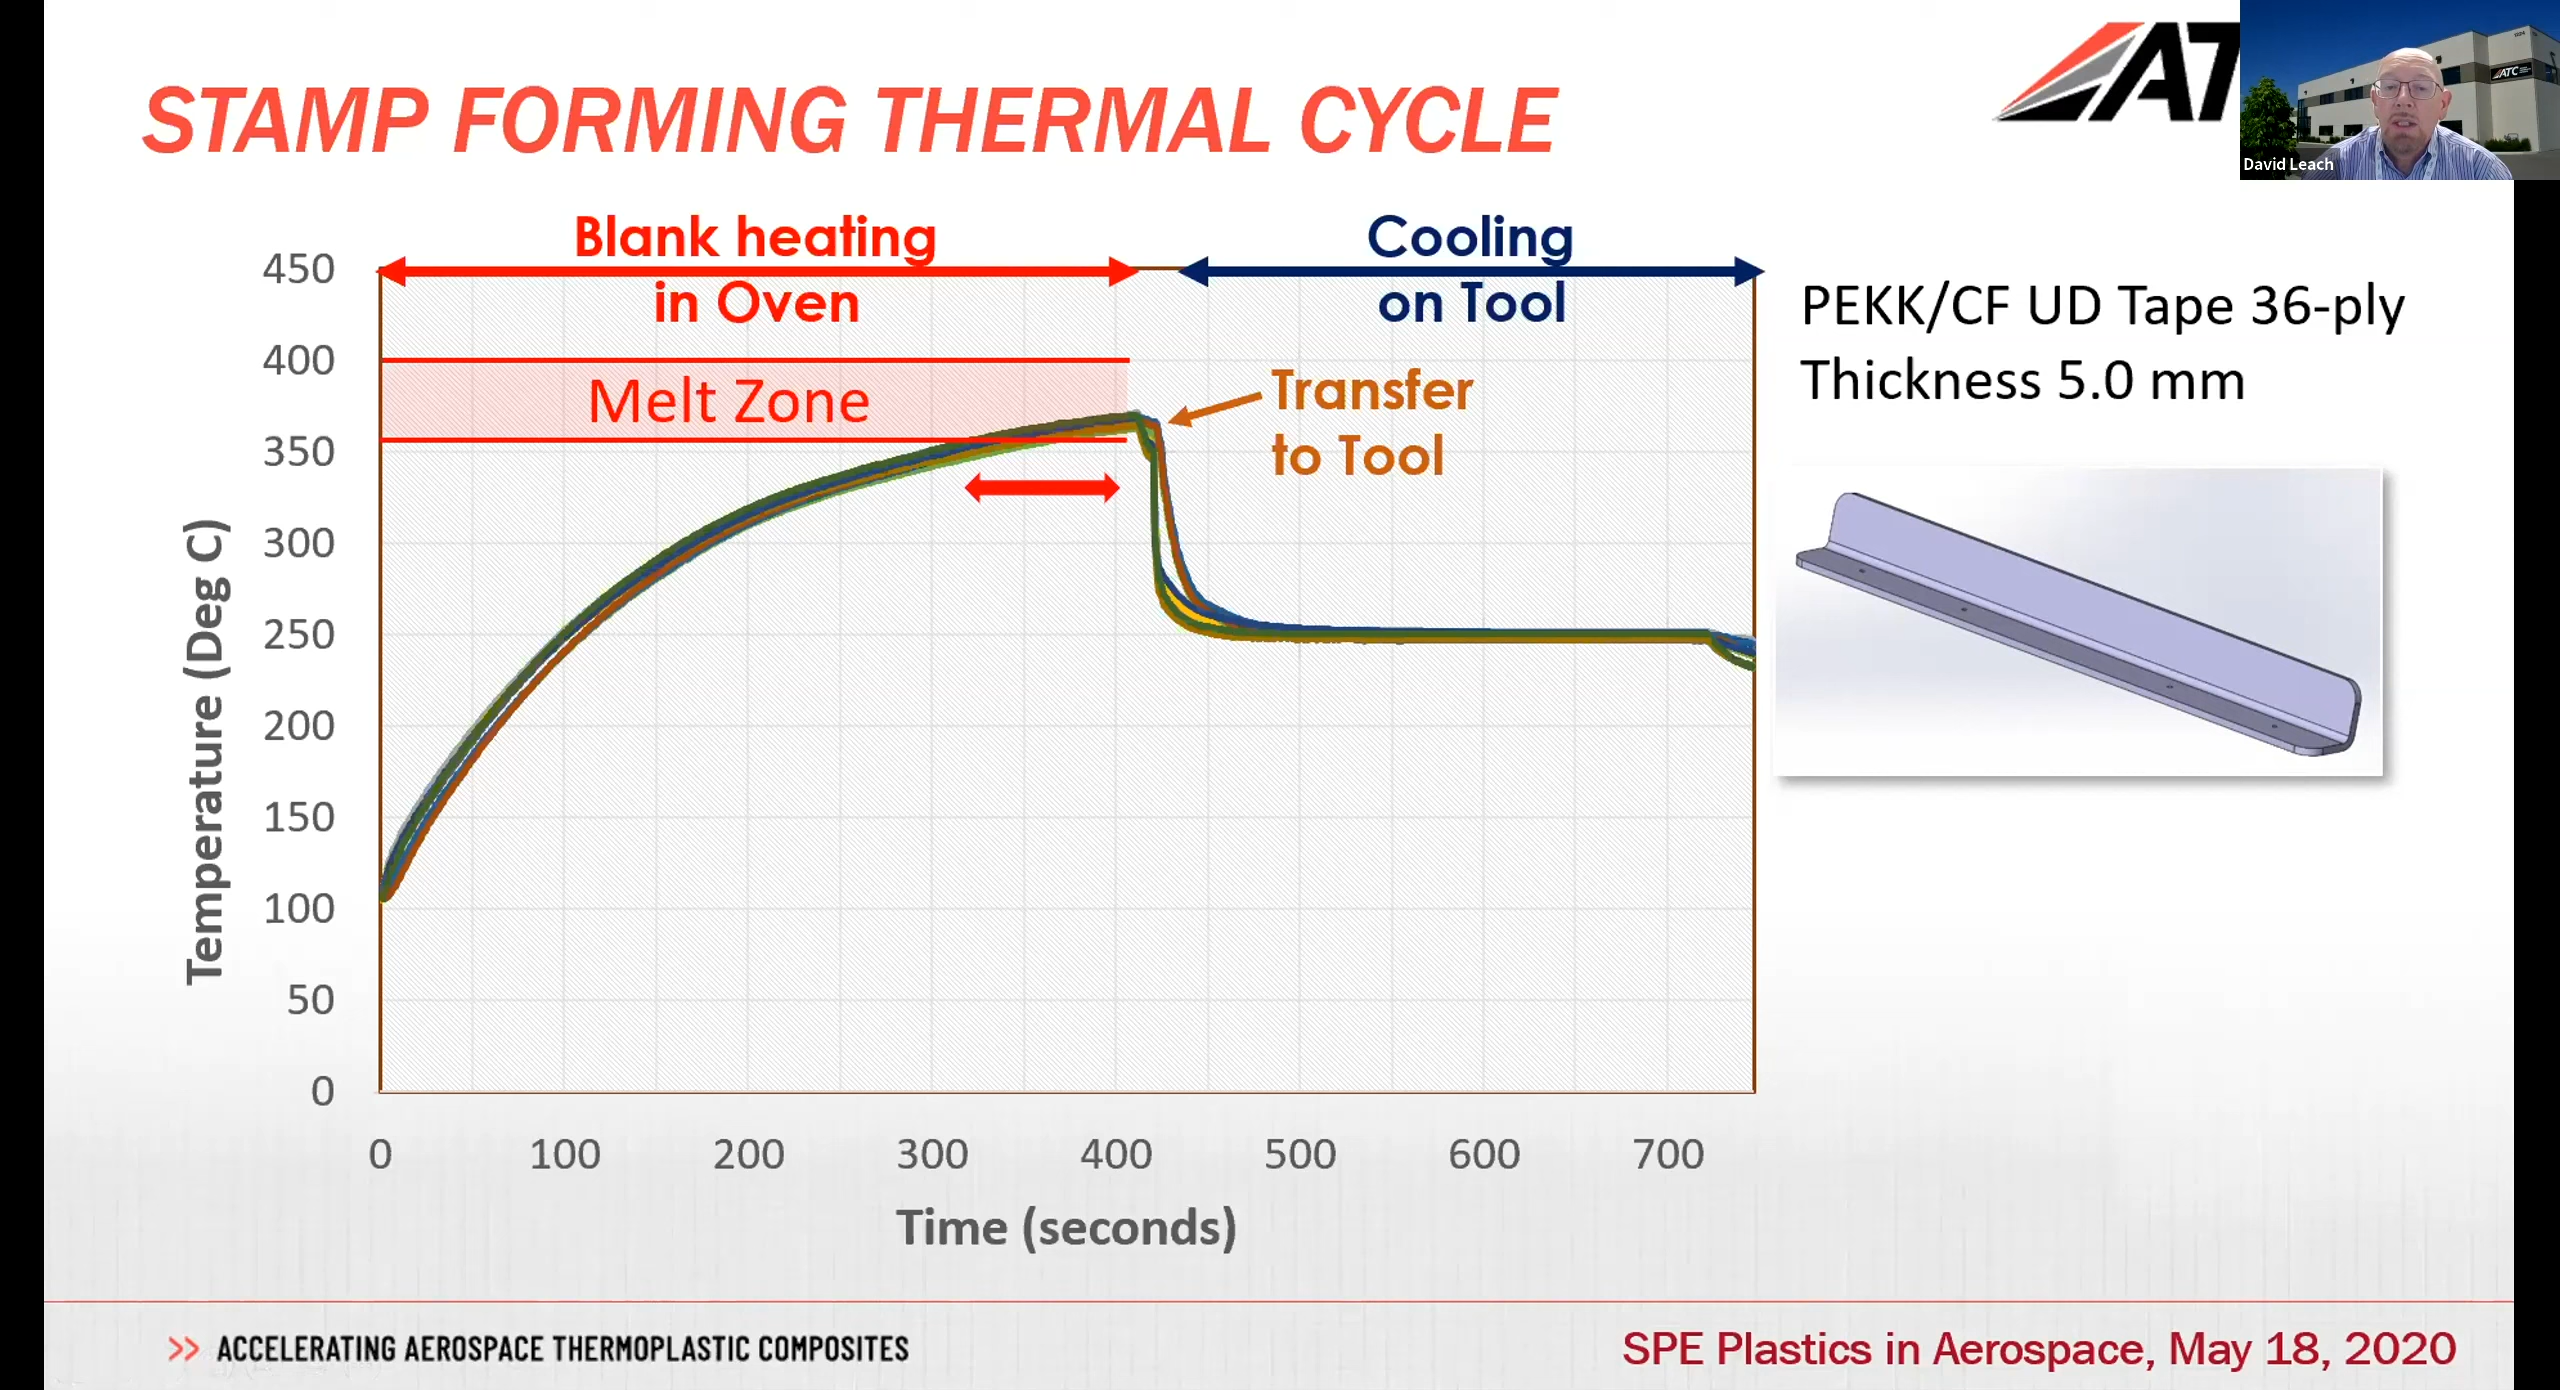 STAMP FORMING THERMAL CYCLE
AT
ATC
David Leach
Blank heating
in Oven
Cooling
on Tool
Melt Zone
Transfer
to Tool
PEKK/CF UD Tape 36-ply
Thickness 5.0 mm
Temperature (Deg C)
450
400
350
300
250
200
150
100
50
0
0 100 200 300 400 500 600 700
Time (seconds)
>> ACCELERATING AEROSPACE THERMOPLASTIC COMPOSITES
SPE Plastics in Aerospace, May 18, 2020